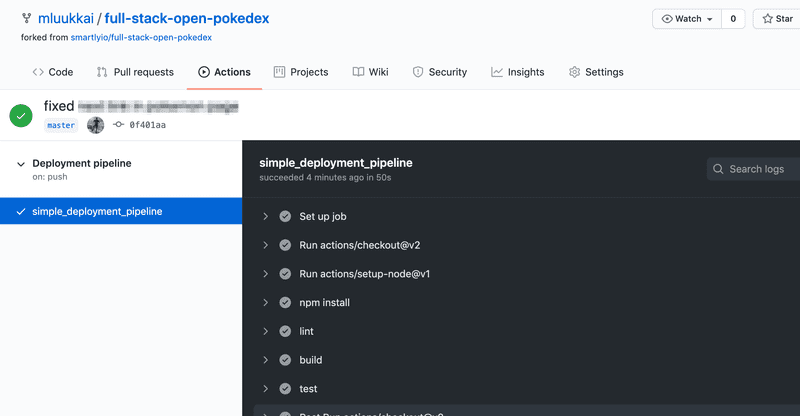 mluukkai / full-stack-open-pokedex
Watch 0 Star
forked from smartlyio/full-stack-open-pokedex
Code Pull requests Actions Projects Wiki Security Insights Settings
fixed
master 0f401aa
Deployment pipeline
on: push
simple_deployment_pipeline
simple_deployment_pipeline
succeeded 4 minutes ago in 50s
Search logs
Set up job
Run actions/checkout@v2
Run actions/setup-node@v1
npm install
lint
build
test